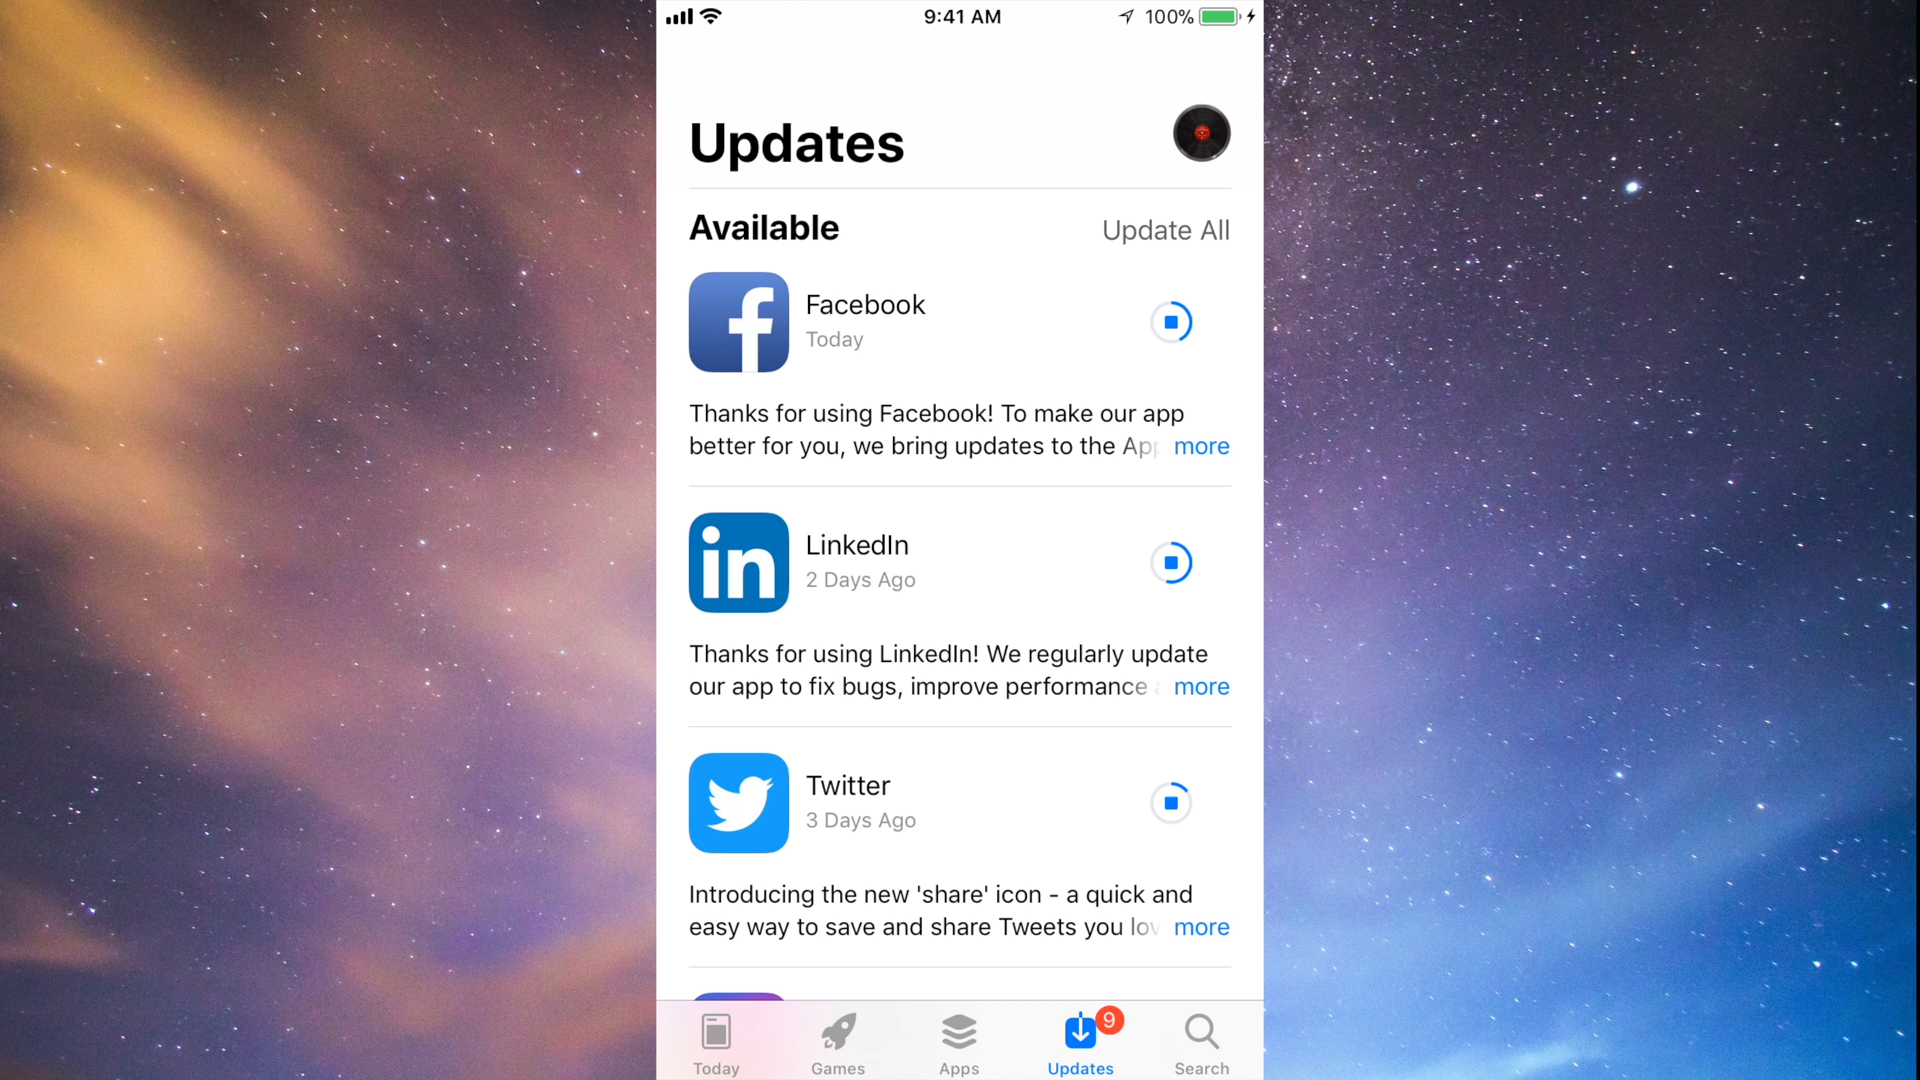 9:41 AM
100%
Updates
Available
Update All
Facebook
Today
Thanks for using Facebook! To make our app
better for you, we bring updates to the App more
LinkedIn
2 Days Ago
Thanks for using LinkedIn! We regularly update
our app to fix bugs, improve performance more
Twitter
3 Days Ago
Introducing the new 'share' icon - a quick and
easy way to save and share Tweets you lov more
9
Today
Games
Apps
Updates
Search